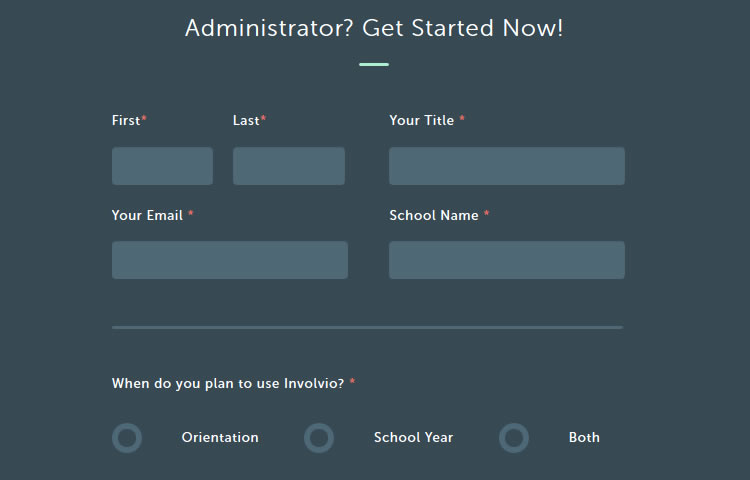 Administrator? Get Started Now!
First* Last* Your Title *
Your Email * School Name *
When do you plan to use Involvio? *
Orientation School Year Both